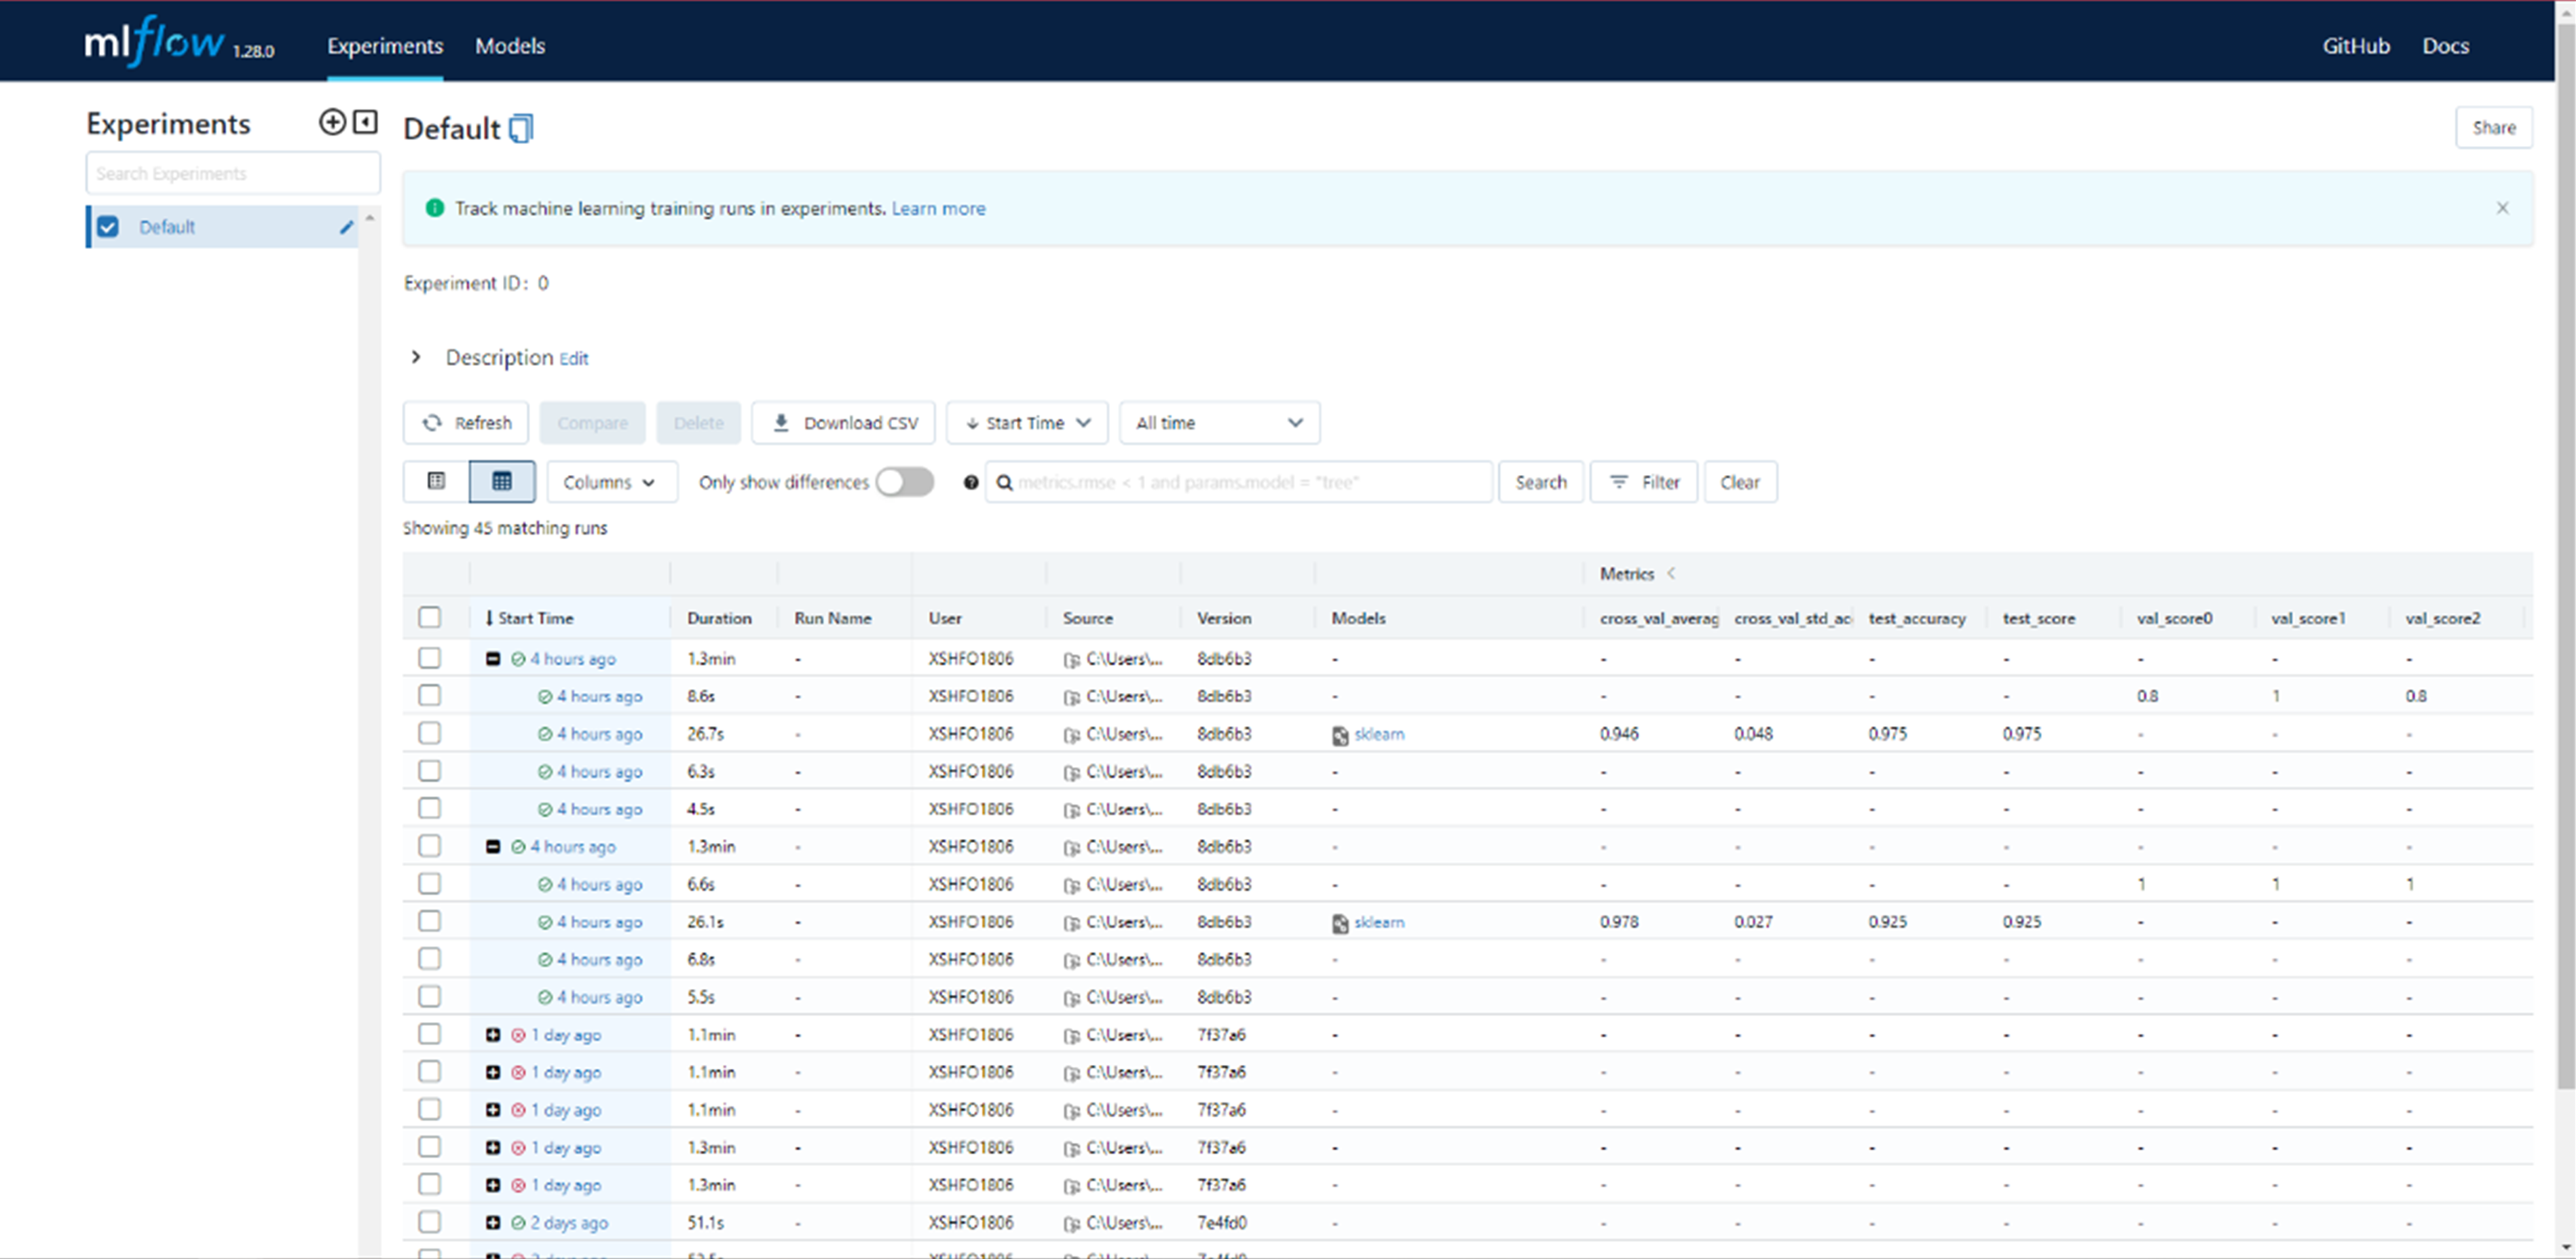 mlflow 1.28.0 Experiments Models GitHub Docs
Experiments
Search Experiments
Default
Default
Share
Track machine learning training runs in experiments. Learn more
Experiment ID: 0
Description Edit
Refresh Compare Delete Download CSV Start Time All time
Columns Only show differences metrics.rmse < 1 and params.model = "tree" Search Filter Clear
Showing 45 matching runs
Metrics
Start Time Duration Run Name User Source Version Models cross_val_averag cross_val_std_ac test_accuracy test_score val_score0 val_score1 val_score2
4 hours ago 1.3min - XSHFO1806 C:\Users\... 8db6b3 - - - - - - - -
4 hours ago 8.6s - XSHFO1806 C:\Users\... 8db6b3 - - - - - 0.8 1 0.8
4 hours ago 26.7s - XSHFO1806 C:\Users\... 8db6b3 sklearn 0.946 0.048 0.975 0.975 - - -
4 hours ago 6.3s - XSHFO1806 C:\Users\... 8db6b3 - - - - - - - -
4 hours ago 4.5s - XSHFO1806 C:\Users\... 8db6b3 - - - - - - - -
4 hours ago 1.3min - XSHFO1806 C:\Users\... 8db6b3 - - - - - - - -
4 hours ago 6.6s - XSHFO1806 C:\Users\... 8db6b3 - - - - - 1 1 1
4 hours ago 26.1s - XSHFO1806 C:\Users\... 8db6b3 sklearn 0.978 0.027 0.925 0.925 - - -
4 hours ago 6.8s - XSHFO1806 C:\Users\... 8db6b3 - - - - - - - -
4 hours ago 5.5s - XSHFO1806 C:\Users\... 8db6b3 - - - - - - - -
1 day ago 1.1min - XSHFO1806 C:\Users\... 7f37a6 - - - - - - - -
1 day ago 1.1min - XSHFO1806 C:\Users\... 7f37a6 - - - - - - - -
1 day ago 1.1min - XSHFO1806 C:\Users\... 7f37a6 - - - - - - - -
1 day ago 1.3min - XSHFO1806 C:\Users\... 7f37a6 - - - - - - - -
1 day ago 1.3min - XSHFO1806 C:\Users\... 7f37a6 - - - - - - - -
2 days ago 51.1s - XSHFO1806 C:\Users\... 7e4fd0 - - - - - - - -